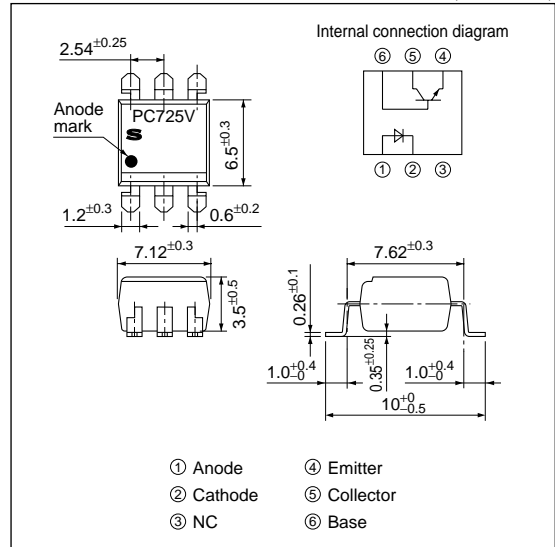 2.54±0.25
Internal connection diagram
⑥ ⑤ ④
Anode
mark
PC725V
6.5±0.3
① ② ③
1.2±0.3
0.6±0.2
7.12±0.3
7.62±0.3
3.5±0.5
0.26±0.1
0.35±0.25
1.0+0.4 -0
1.0+0.4 -0
10+0 -0.5
① Anode ④ Emitter
② Cathode ⑤ Collector
③ NC ⑥ Base